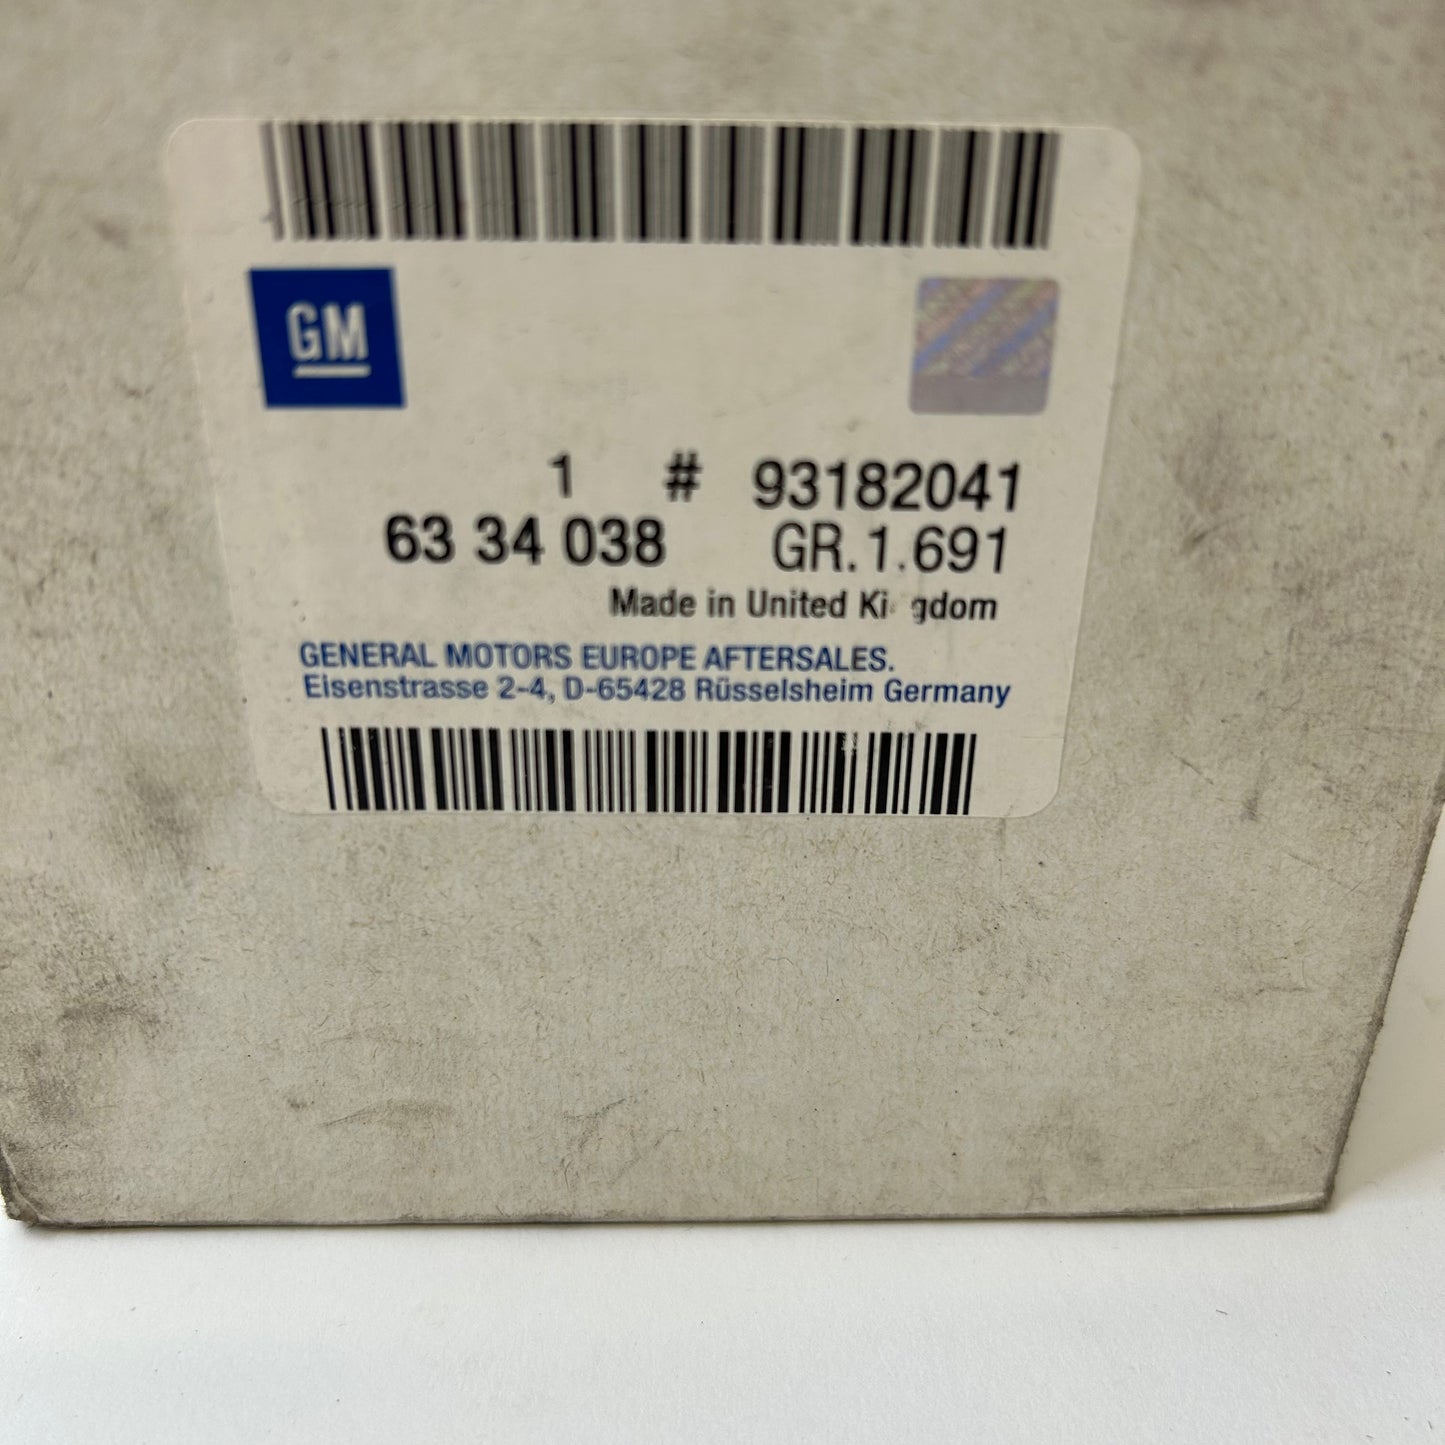 GM
1 # 93182041
63 34 038 GR.1.691
Made in United Ki gdom
GENERAL MOTORS EUROPE AFTERSALES.
Eisenstrasse 2-4, D-65428 Rüsselsheim Germany